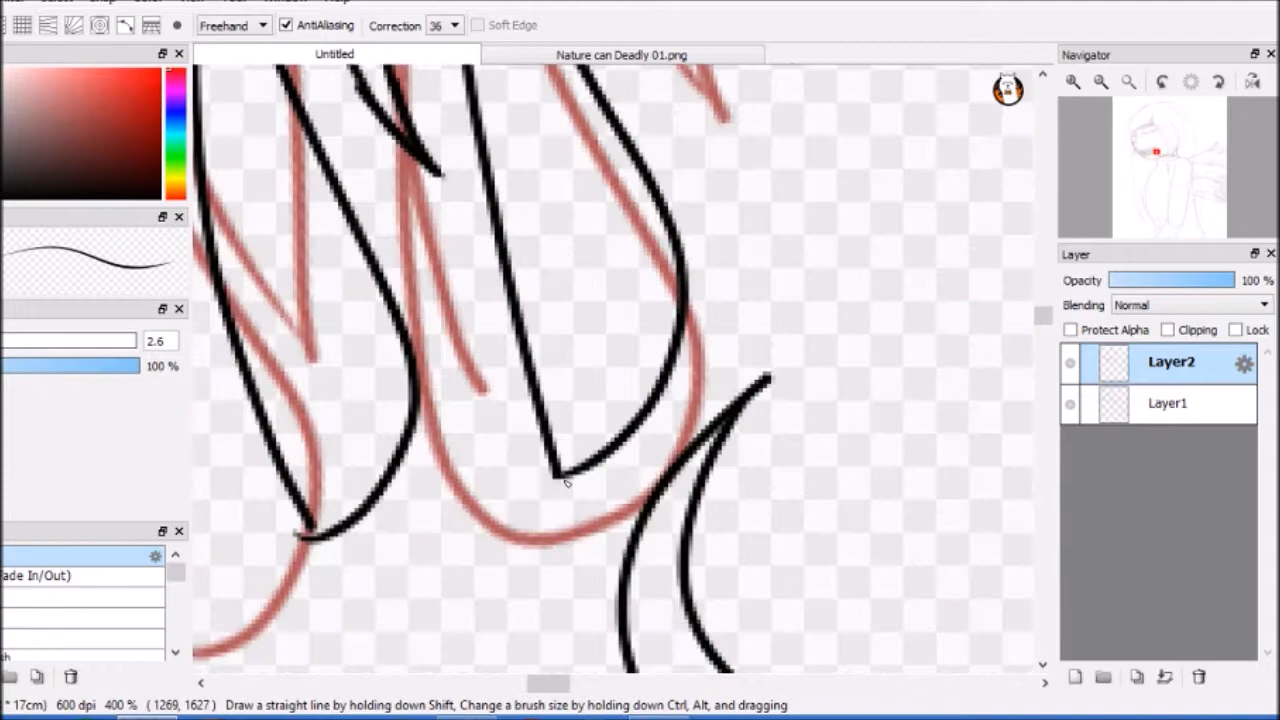 Freehand AntiAliasing Correction 36 Soft Edge
Untitled Nature can Deadly 01.png Navigator
Layer
Opacity 100 %
Blending Normal
2.6 Protect Alpha Clipping Lock
100 % Layer2
Layer1
ade In/Out)
* 17cm) 600 dpi 400 % ( 1269, 1627 ) Draw a straight line by holding down Shift, Change a brush size by holding down Ctrl, Alt, and dragging